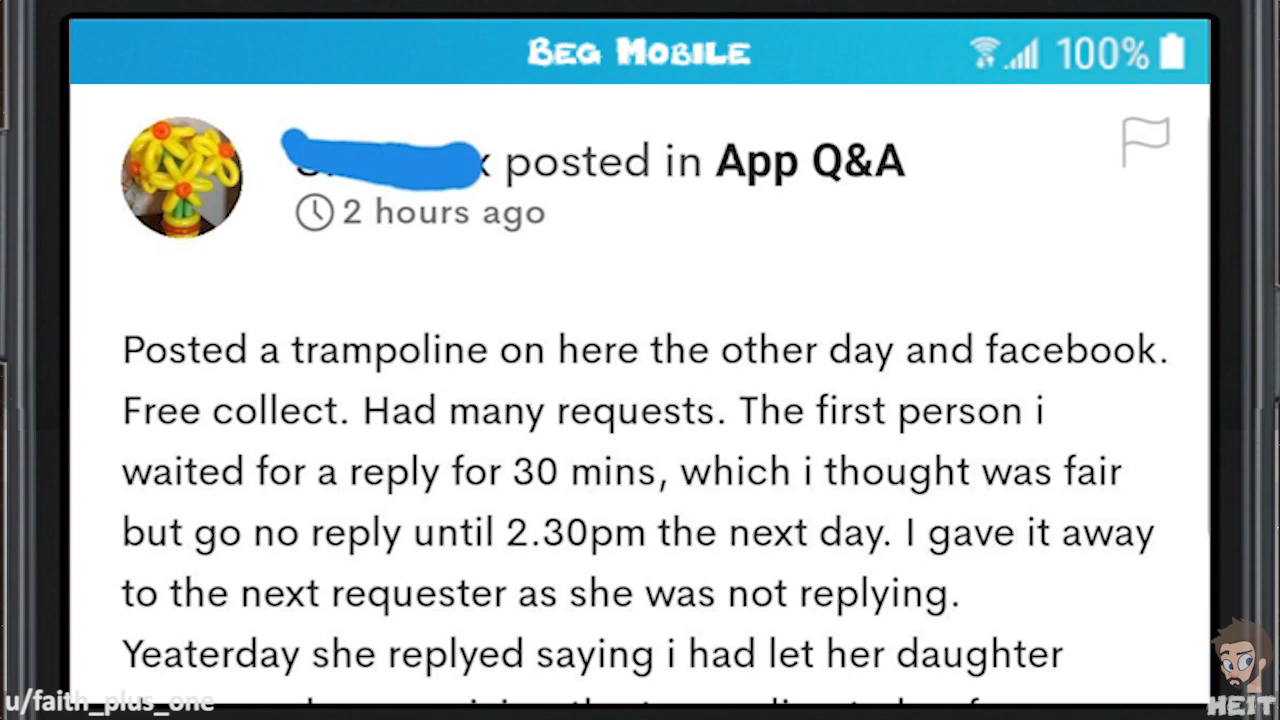 BEG MOBILE
100%
posted in App Q&A
2 hours ago
Posted a trampoline on here the other day and facebook.
Free collect. Had many requests. The first person i
waited for a reply for 30 mins, which i thought was fair
but go no reply until 2.30pm the next day. I gave it away
to the next requester as she was not replying.
Yeaterday she replyed saying i had let her daughter
u/faith_plus_one
HEIT